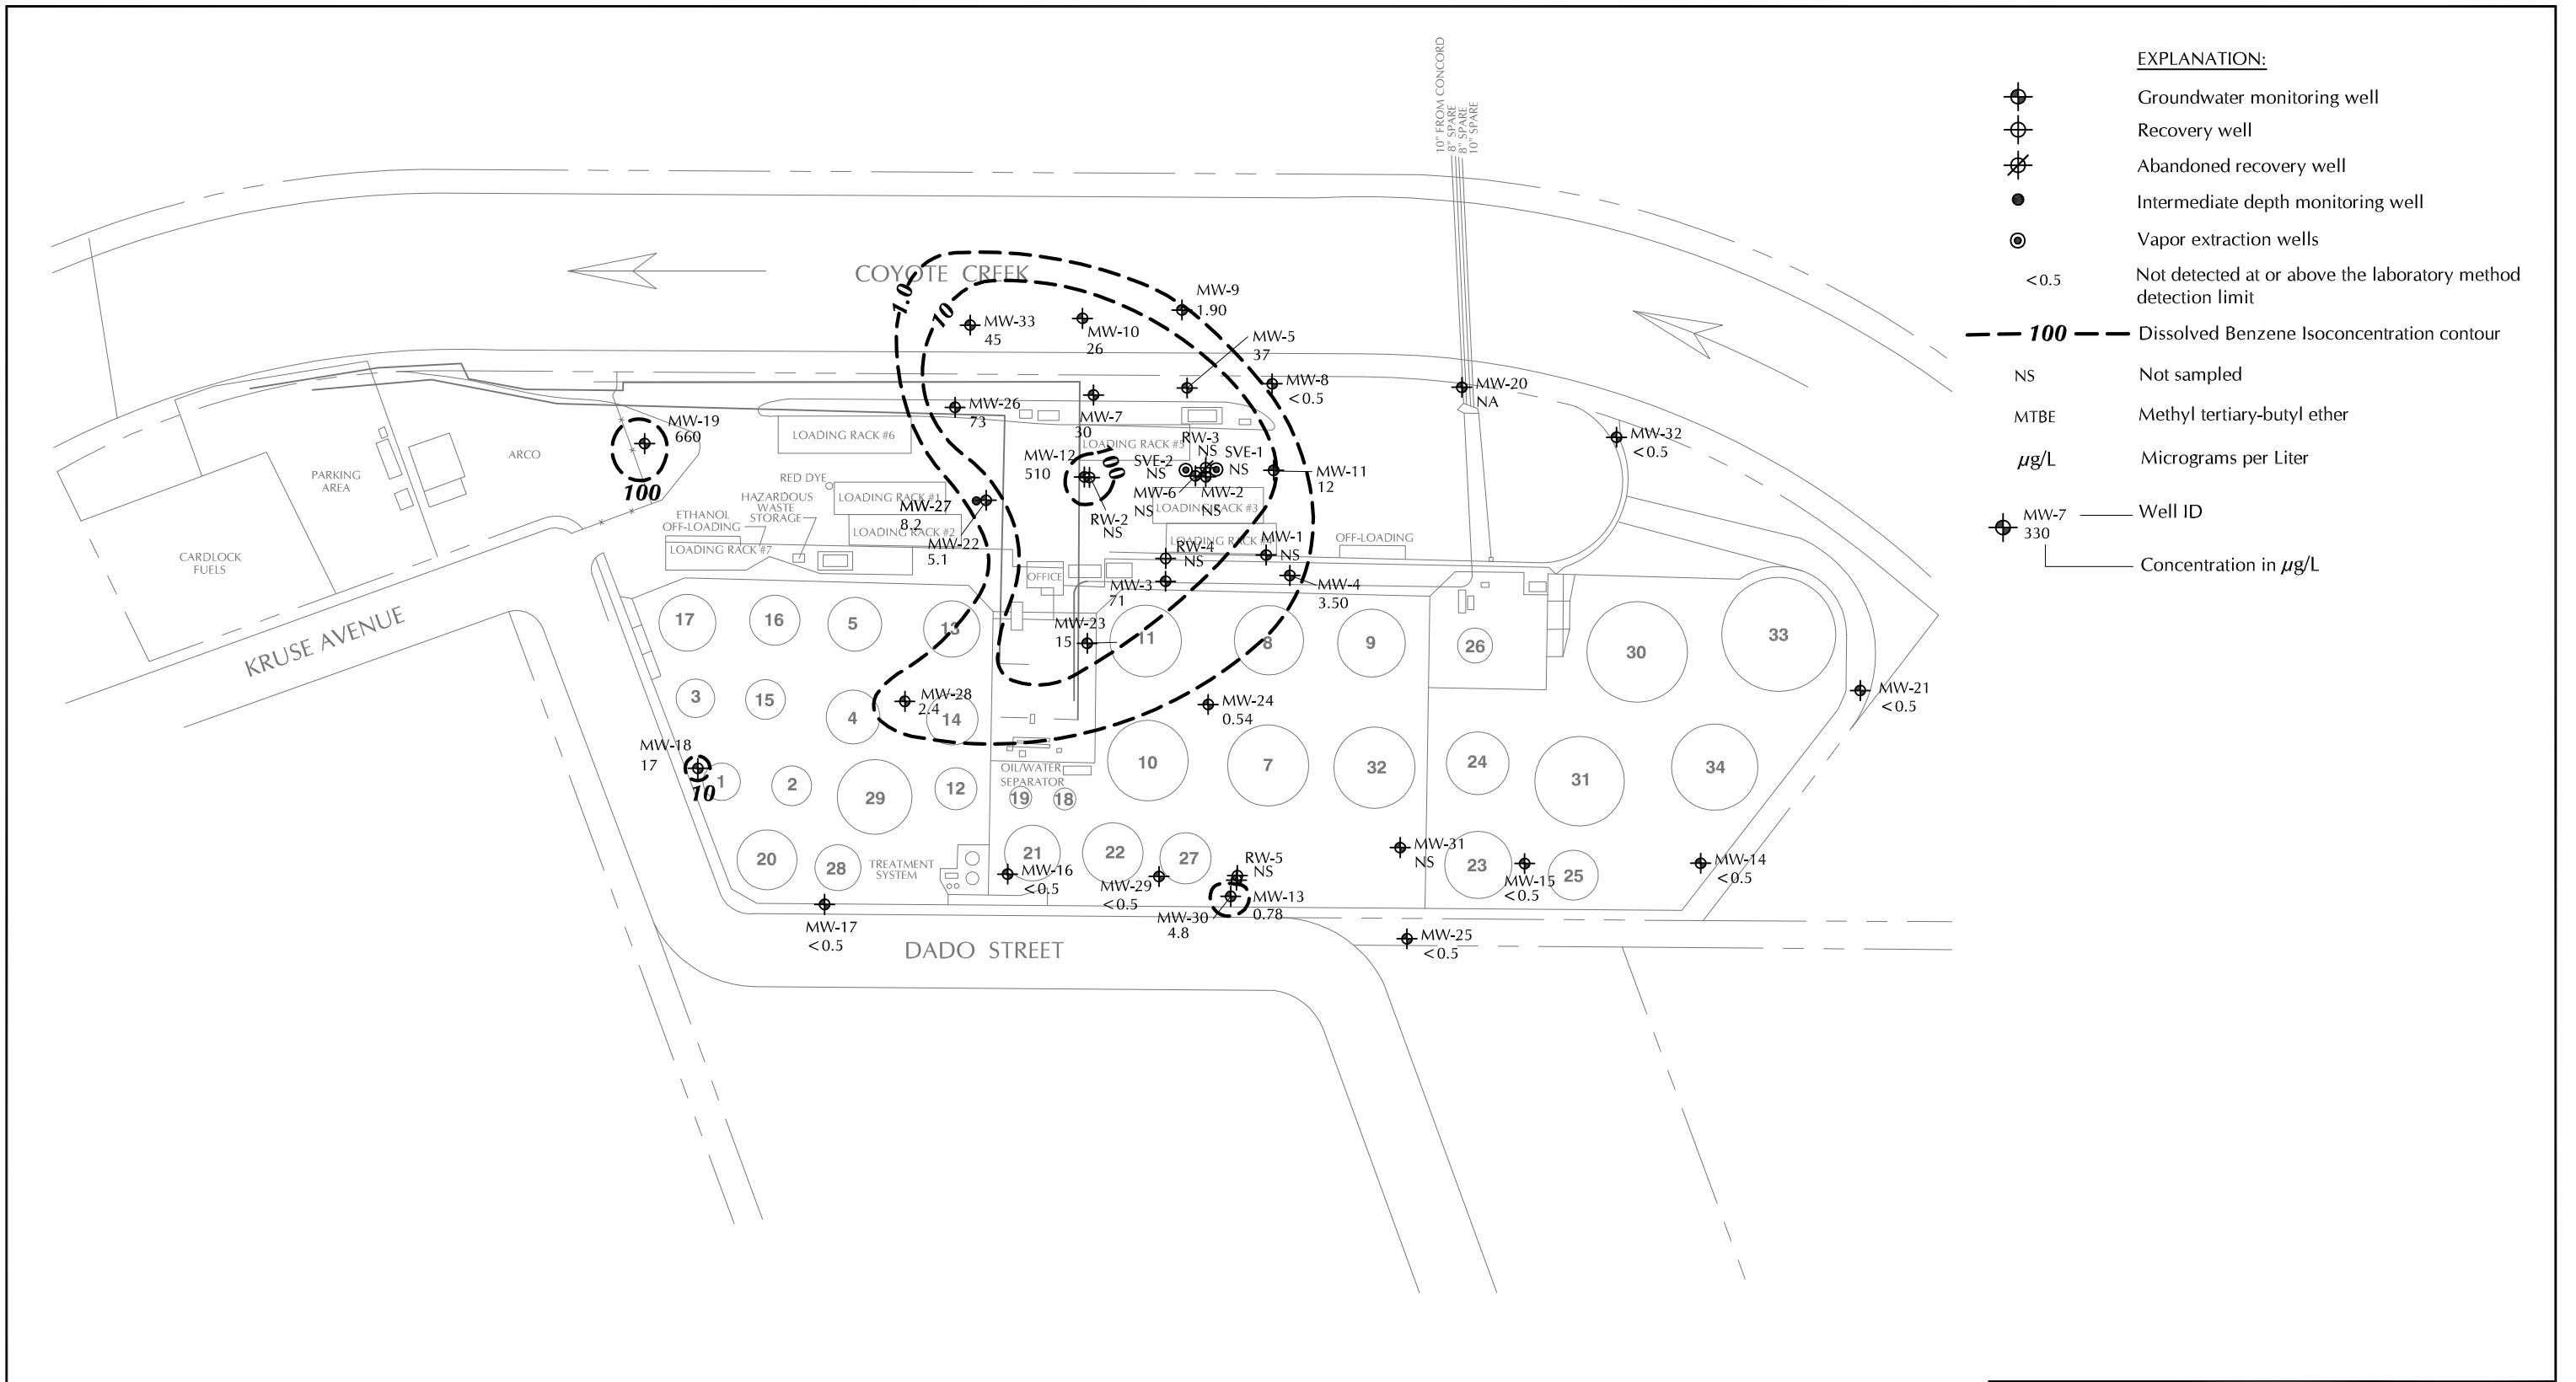 EXPLANATION:
Groundwater monitoring well
Recovery well
Abandoned recovery well
Intermediate depth monitoring well
Vapor extraction wells
<0.5 Not detected at or above the laboratory method
detection limit
100 Dissolved Benzene Isoconcentration contour
NS Not sampled
MTBE Methyl tertiary-butyl ether
µg/L Micrograms per Liter
MW-7 Well ID
330
Concentration in µg/L
10" FROM CONCORD
8" SPARE
8" SPARE
10" SPARE
COYOTE CREEK
1.0
10
MW-9
1.90
MW-33
45
MW-10
26
MW-5
37
MW-8
<0.5
MW-20
NA
MW-26
73
MW-7
30
MW-19
660
100
MW-32
<0.5
LOADING RACK #6
LOADING RACK #5
RW-3
NS
MW-12
510
100
SVE-2
NS
SVE-1
NS
MW-11
12
ARCO
PARKING
AREA
CARDLOCK
FUELS
RED DYE
HAZARDOUS
WASTE
STORAGE
ETHANOL
OFF-LOADING
LOADING RACK #1
LOADING RACK #2
LOADING RACK #7
MW-27
8.2
MW-22
5.1
RW-2
NS
MW-6
NS
MW-2
NS
LOADING RACK #3
LOADING RACK
MW-1
NS
RW-4
NS
OFF-LOADING
OFFICE
MW-3
71
MW-4
3.50
MW-23
15
KRUSE AVENUE
17
16
5
13
11
8
9
26
30
33
3
15
4
14
MW-28
2.4
MW-24
0.54
MW-21
<0.5
MW-18
17
10
1
2
29
12
OIL/WATER
SEPARATOR
19
18
10
7
32
24
31
34
20
28
TREATMENT
SYSTEM
21
22
27
23
25
MW-16
<0.5
MW-29
<0.5
RW-5
NS
MW-13
0.78
MW-30
4.8
MW-31
NS
MW-15
<0.5
MW-14
<0.5
MW-17
<0.5
MW-25
<0.5
DADO STREET